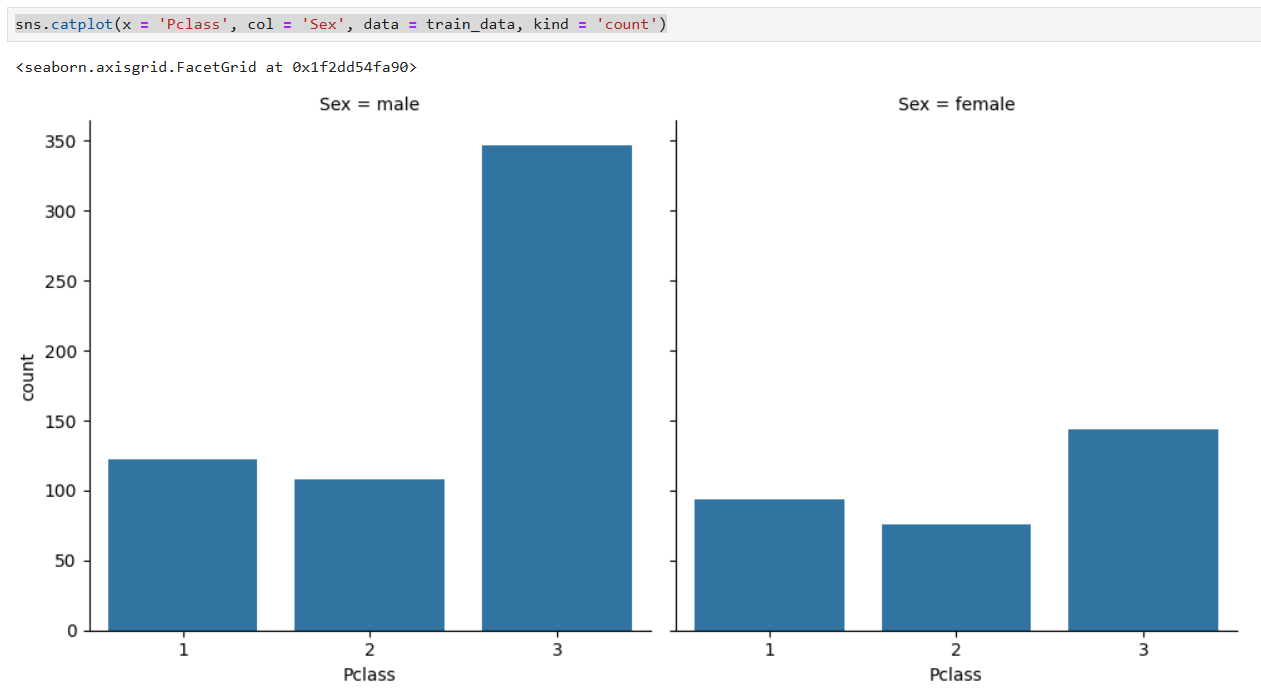 sns.catplot(x = 'Pclass', col = 'Sex', data = train_data, kind = 'count')
<seaborn.axisgrid.FacetGrid at 0x1f2dd54fa90>
Sex = male
Sex = female
350
300
250
200
150
100
50
0
count
1 2 3
Pclass
1 2 3
Pclass